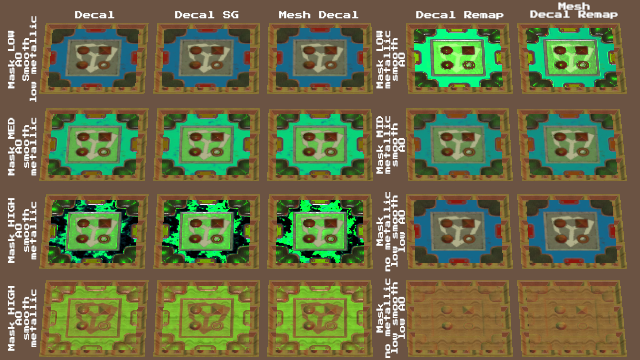 Decal
Decal SG
Mesh Decal
Decal Remap
Mesh
Decal Remap
Mask LOW
AO
Smooth
low metallic
Mask LOW
metallic
smooth
AO
Mask MED
AO
smooth
metallic
Mask MID
metallic
smooth
AO
Mask HIGH
AO
smooth
metallic
Mask
no metallic
low smooth
low AO
Mask HIGH
AO
smooth
metallic
Mask
no metallic
low smooth
low AO